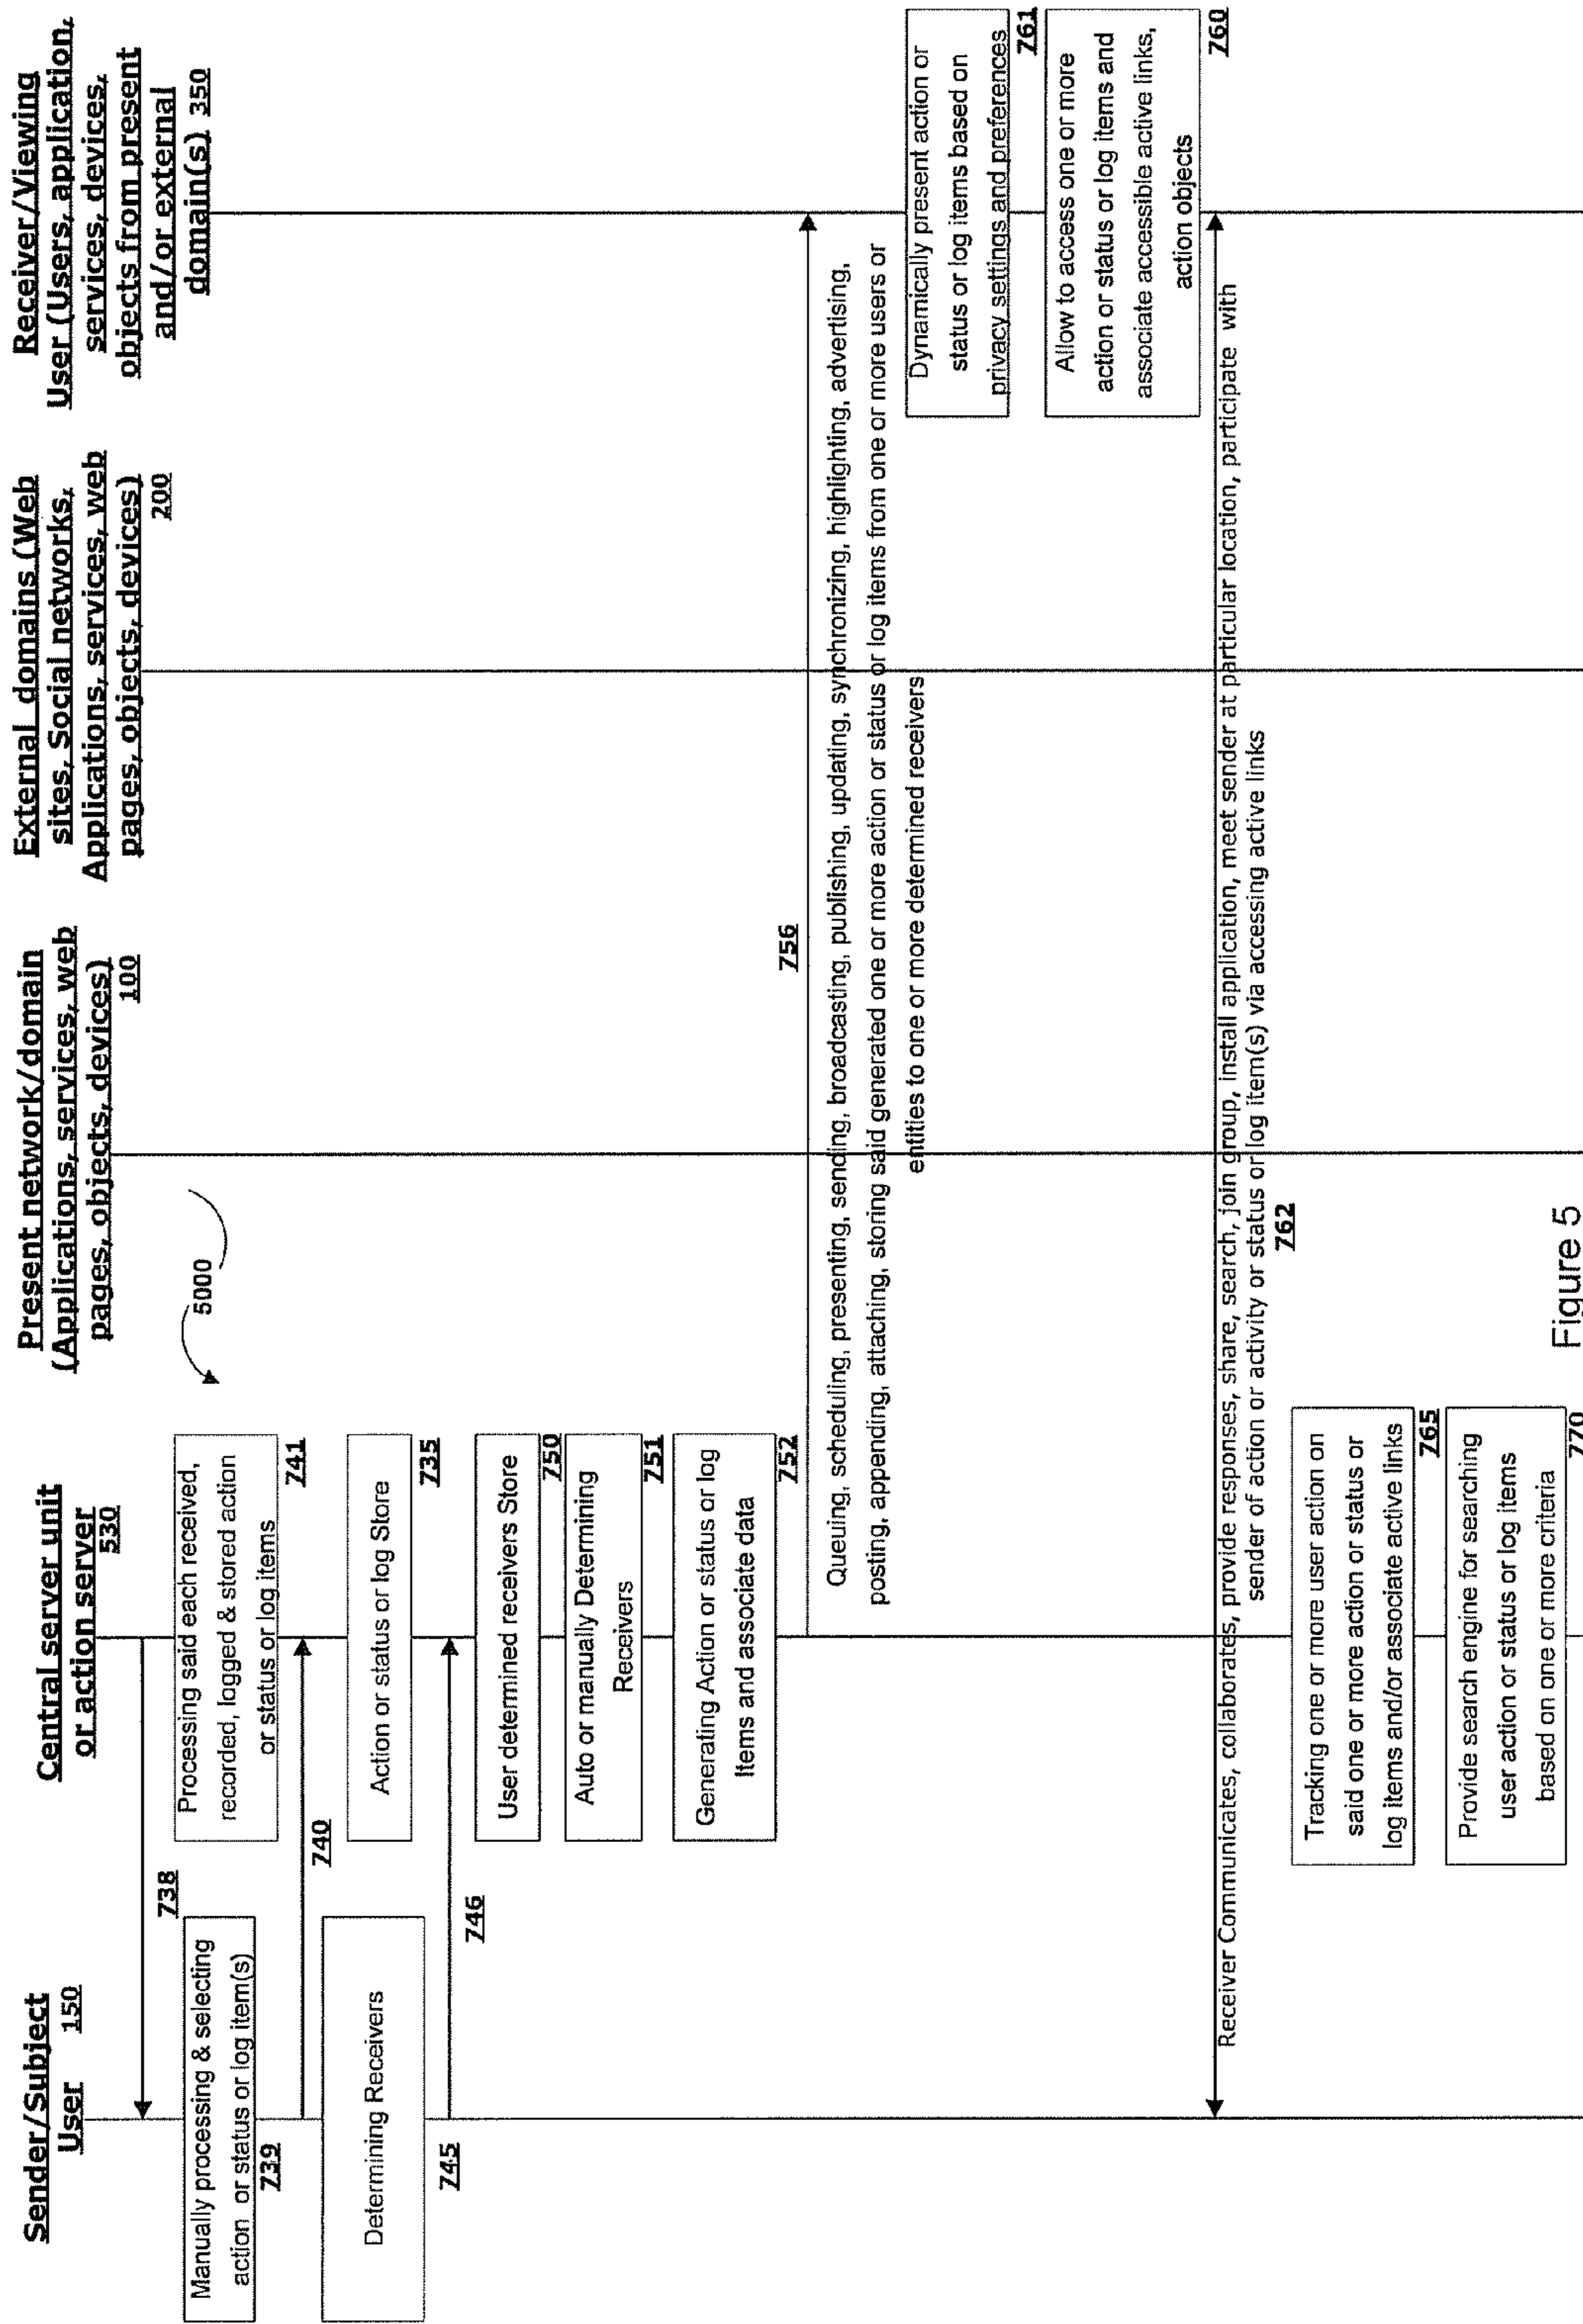 Sender/Subject
User 150
Central server unit
or action server
530
Present network/domain
(Applications, services, web
pages, objects, devices)
100
External domains (Web
sites, Social networks,
Applications, services, web
pages, objects, devices)
200
Receiver/Viewing
User (Users, application,
services, devices,
objects from present
and/or external
domain(s) 350
5000
738
Manually processing & selecting
action or status or log item(s)
739
Processing said each received,
recorded, logged & stored action
or status or log items
741
740
Determining Receivers
745
Action or status or log Store
735
746
User determined receivers Store
750
Auto or manually Determining
Receivers
751
Generating Action or status or log
Items and associate data
752
756
Queuing, scheduling, presenting, sending, broadcasting, publishing, updating, synchronizing, highlighting, advertising,
posting, appending, attaching, storing said generated one or more action or status or log items from one or more users or
entities to one or more determined receivers
Dynamically present action or
status or log items based on
privacy settings and preferences
761
Allow to access one or more
action or status or log items and
associate accessible active links,
action objects
760
Receiver Communicates, collaborates, provide responses, share, search, join group, install application, meet sender at particular location, participate with
sender of action or activity or status or log item(s) via accessing active links
762
Tracking one or more user action on
said one or more action or status or
log items and/or associate active links
765
Provide search engine for searching
user action or status or log items
based on one or more criteria
770
Figure 5